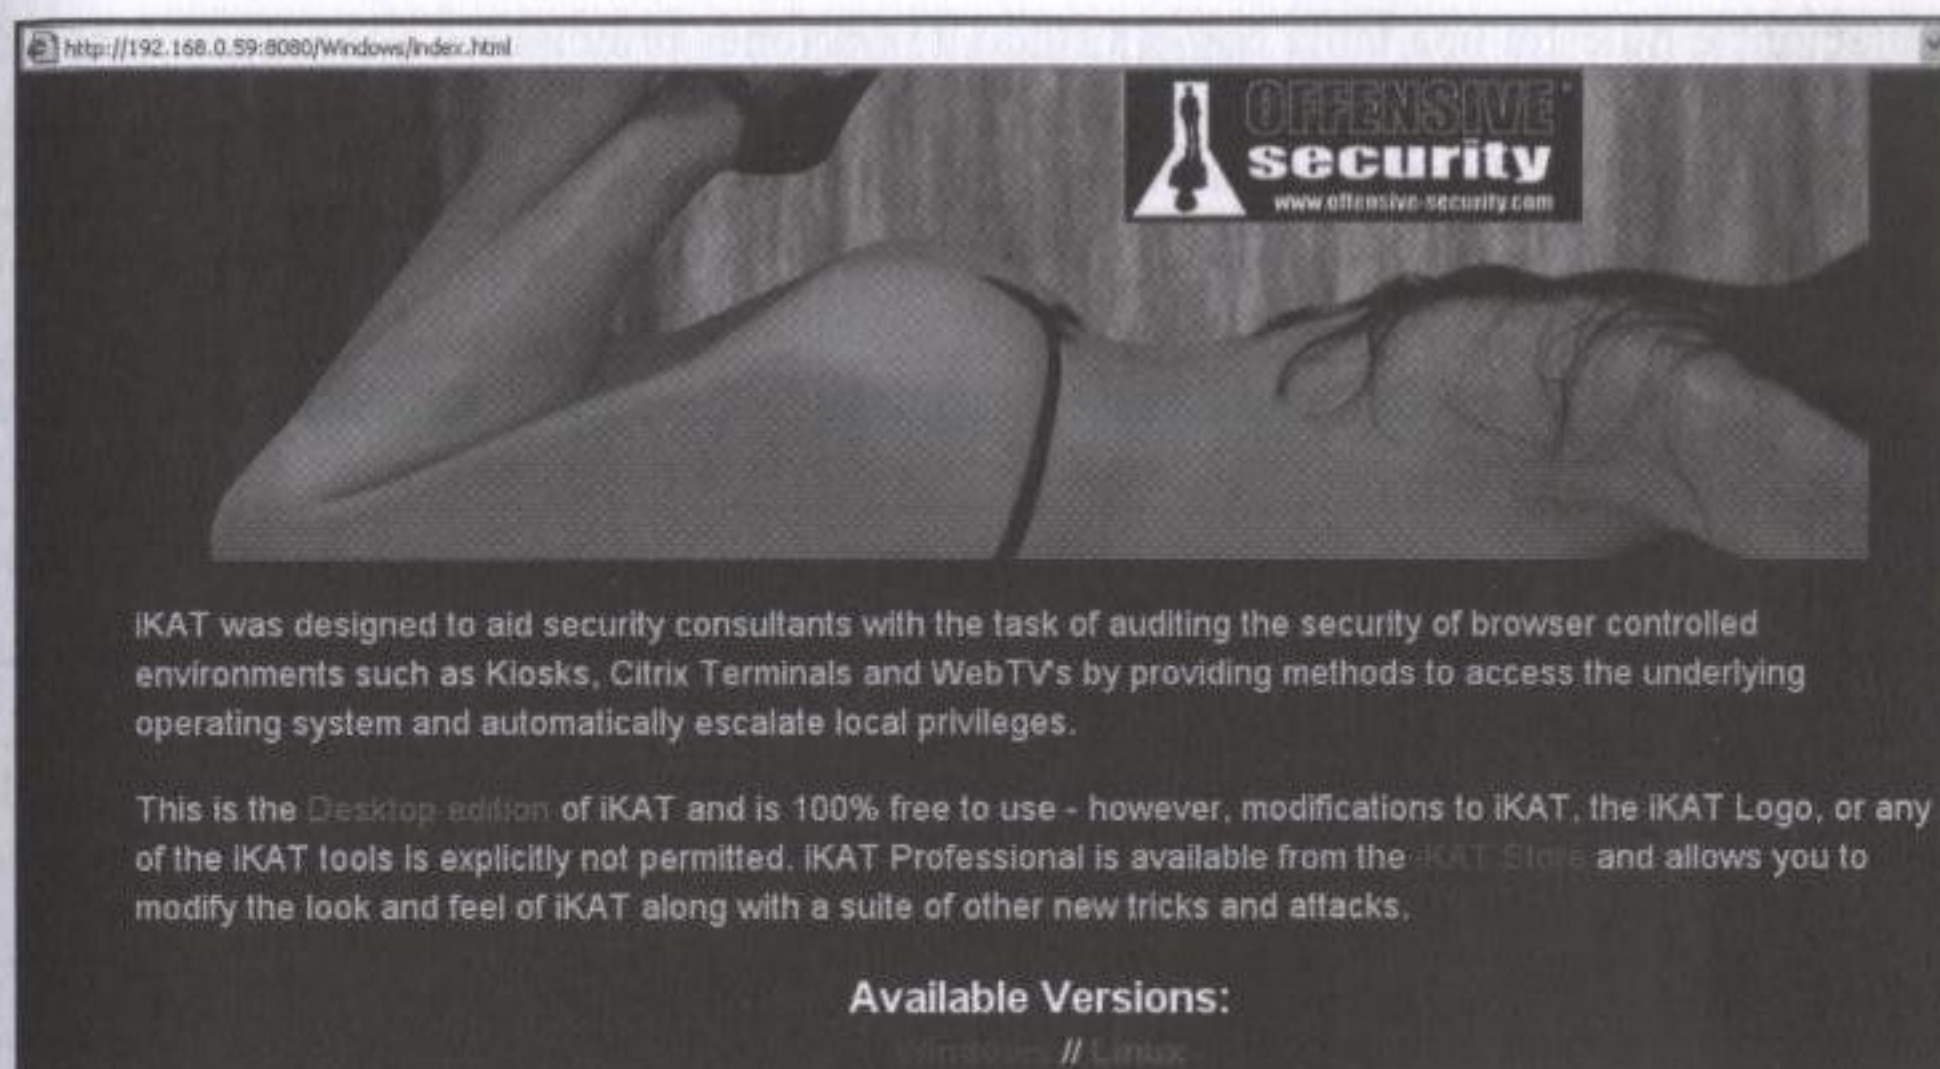 http://192.168.0.59:8080/Windows/index.html
OFFENSIVE
security
www.offensive-security.com
iKAT was designed to aid security consultants with the task of auditing the security of browser controlled
environments such as Kiosks, Citrix Terminals and WebTV's by providing methods to access the underlying
operating system and automatically escalate local privileges.
This is the Desktop edition of iKAT and is 100% free to use - however, modifications to iKAT, the iKAT Logo, or any
of the iKAT tools is explicitly not permitted. iKAT Professional is available from the iKAT Store and allows you to
modify the look and feel of iKAT along with a suite of other new tricks and attacks.
Available Versions:
Windows // Linux